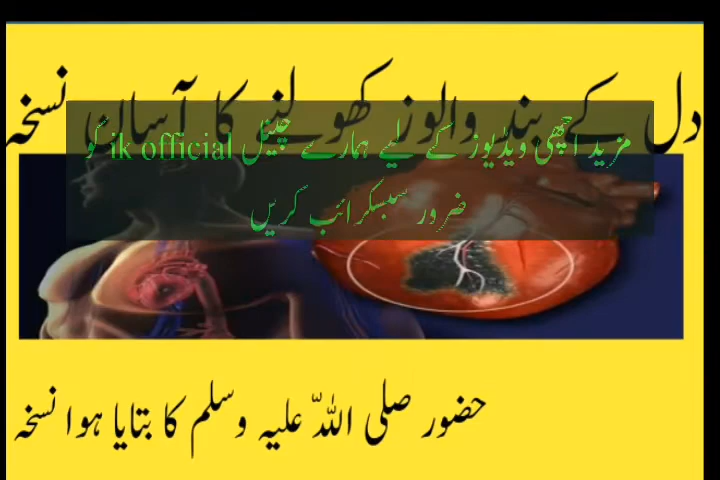 دل کے بند والوز کھولنے کا آسان نسخہ
مزید اچھی ویڈیوز کے لیے ہمارے چینل ik official کو
ضرور سبسکرائب کریں
حضور صلی اللہ علیہ وسلم کا بتایا ہوا نسخہ